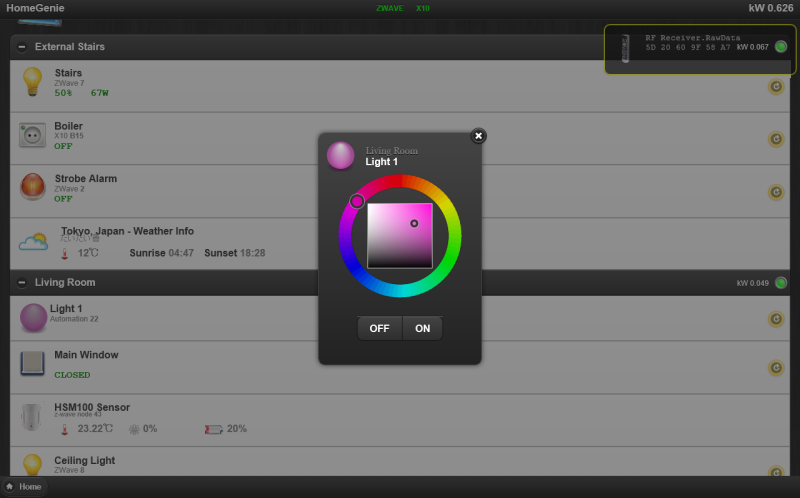 HomeGenie
ZWAVE X10
kW 0.626
RF Receiver.RawData
5D 20 60 9F 58 A7
kW 0.067
External Stairs
Stairs
ZWave 7
50% 67W
Boiler
X10 B15
OFF
Strobe Alarm
ZWave 2
OFF
Tokyo, Japan - Weather Info
12℃ Sunrise 04:47 Sunset 18:28
Living Room
kW 0.049
Light 1
Automation 22
Main Window
CLOSED
HSM100 Sensor
z-wave node 43
23.22℃ 0% 20%
Ceiling Light
ZWave 8
Living Room
Light 1
OFF ON
Home